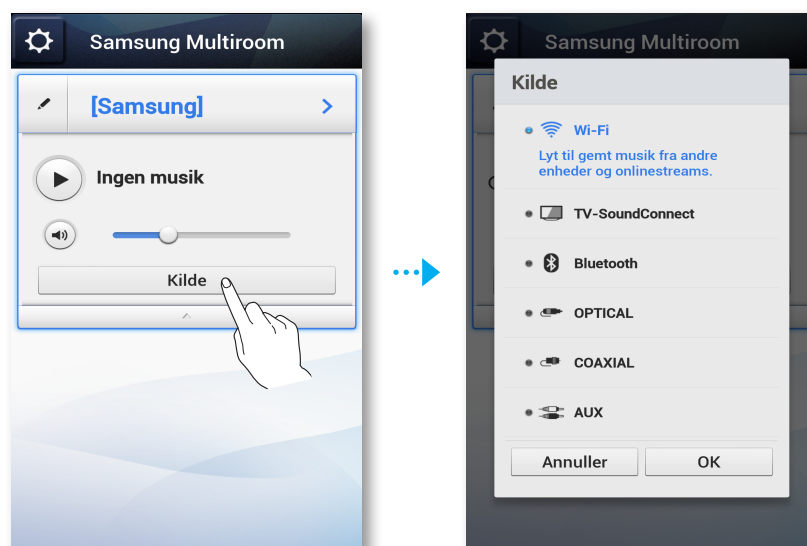 Samsung Multiroom
[Samsung]
Ingen musik
Kilde
Samsung Multiroom
Kilde
Wi-Fi
Lyt til gemt musik fra andre
enheder og onlinestreams.
TV-SoundConnect
Bluetooth
OPTICAL
COAXIAL
AUX
Annuller
OK